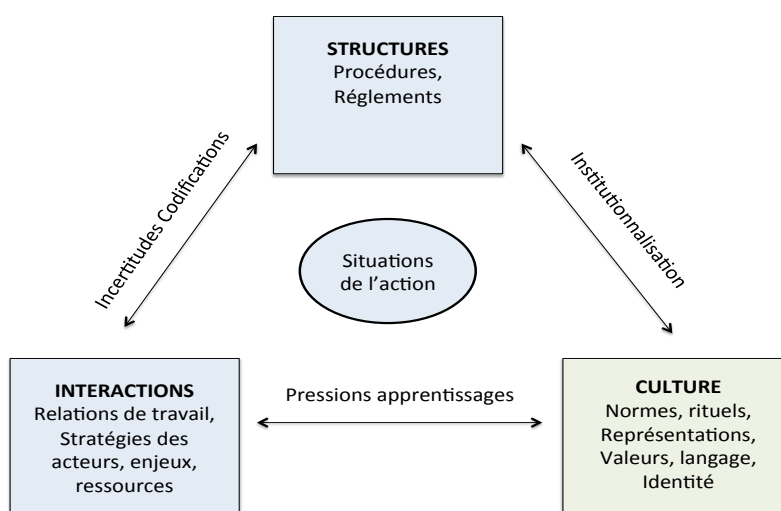 STRUCTURES
Procédures,
Réglements
Incertitudes Codifications
Institutionnalisation
Situations
de l'action
INTERACTIONS
Relations de travail,
Stratégies des
acteurs, enjeux,
ressources
Pressions apprentissages
CULTURE
Normes, rituels,
Représentations,
Valeurs, langage,
Identité